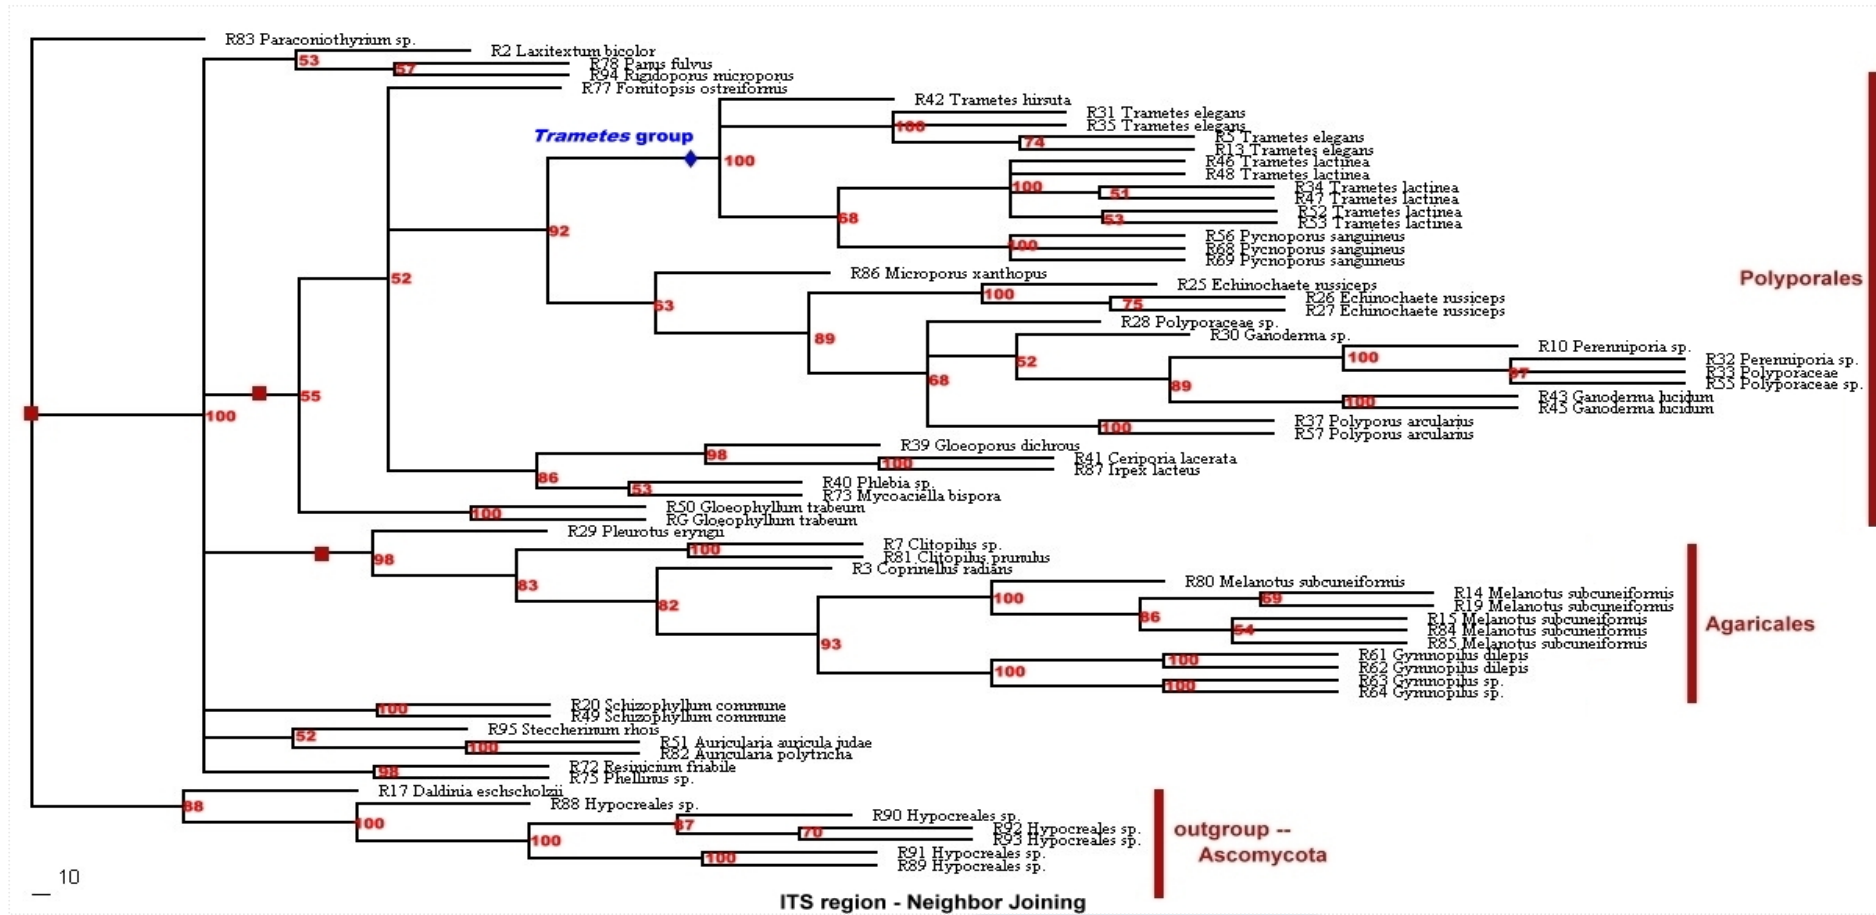 R83 Paraconiothyrium sp.
R2 Laxitextum bicolor
53
R78 Panus fulvus
57
R94 Rigidoporus microporus
R77 Fomitopsis ostreiformis
R42 Trametes hirsuta
R31 Trametes elegans
100
R35 Trametes elegans
Trametes group
R5 Trametes elegans
74
R13 Trametes elegans
100
R46 Trametes lactinea
R48 Trametes lactinea
100
R34 Trametes lactinea
51
R47 Trametes lactinea
68
R52 Trametes lactinea
53
R53 Trametes lactinea
92
R56 Pycnoporus sanguineus
100
R68 Pycnoporus sanguineus
R69 Pycnoporus sanguineus
52
R86 Microporus xanthopus
Polyporales
R25 Echinochaete russiceps
100
R26 Echinochaete russiceps
75
R27 Echinochaete russiceps
63
R28 Polyporaceae sp.
89
R30 Ganoderma sp.
R10 Perenniporia sp.
100
52
R32 Perenniporia sp.
97
R33 Polyporaceae
68
89
R55 Polyporaceae sp.
55
R43 Ganoderma lucidum
100
R45 Ganoderma lucidum
100
R37 Polyporus arcularius
100
R57 Polyporus arcularius
R39 Gloeoporus dichrous
98
R41 Ceriporia lacerata
100
R87 Irpex lacteus
86
R40 Phlebia sp.
53
R73 Mycoaciella bispora
R50 Gloeophyllum trabeum
100
RG Gloeophyllum trabeum
R29 Pleurotus eryngii
R7 Clitopilus sp.
100
R81 Clitopilus prunulus
98
R3 Coprinellus radians
83
R80 Melanotus subcuneiformis
100
R14 Melanotus subcuneiformis
69
R19 Melanotus subcuneiformis
82
86
R15 Melanotus subcuneiformis
Agaricales
54
R84 Melanotus subcuneiformis
93
R85 Melanotus subcuneiformis
R61 Gymnopilus dilepis
100
R62 Gymnopilus dilepis
100
R63 Gymnopilus sp.
100
R64 Gymnopilus sp.
R20 Schizophyllum commune
100
R49 Schizophyllum commune
R95 Steccherinum rhois
52
R51 Auricularia auricula judae
100
R82 Auricularia polytricha
R72 Resinicium friabile
98
R75 Phellinus sp.
R17 Daldinia eschscholzii
88
R88 Hypocreales sp.
100
R90 Hypocreales sp.
R92 Hypocreales sp.
70
R93 Hypocreales sp.
100
outgroup --
Ascomycota
R91 Hypocreales sp.
100
R89 Hypocreales sp.
10
ITS region - Neighbor Joining